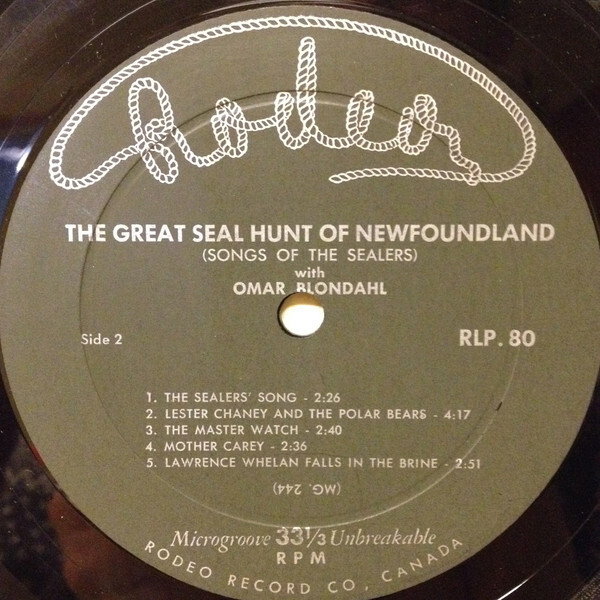 Rodeo
THE GREAT SEAL HUNT OF NEWFOUNDLAND
(SONGS OF THE SEALERS)
with
OMAR BLONDAHL
Side 2
RLP. 80
1. THE SEALERS' SONG - 2:26
2. LESTER CHANEY AND THE POLAR BEARS - 4:17
3. THE MASTER WATCH - 2:40
4. MOTHER CAREY - 2:36
5. LAWRENCE WHELAN FALLS IN THE BRINE - 2:51
(MG. 244)
Microgroove 33 1/3 Unbreakable
RPM
RODEO RECORD CO., CANADA